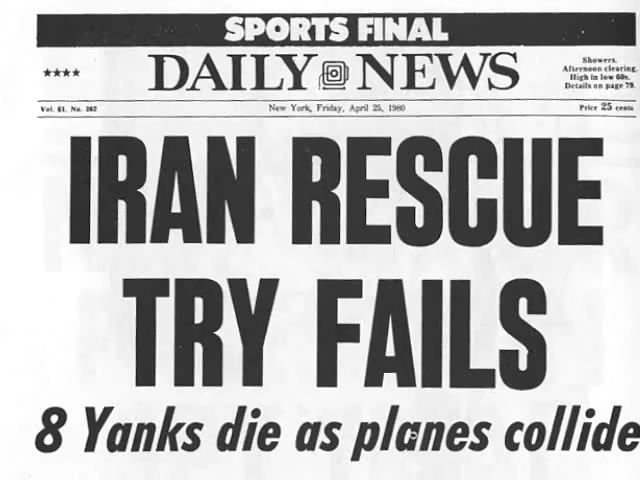 SPORTS FINAL
★★★★
DAILY NEWS
Showers.
Afternoon clearing.
High in low 60s.
Details on page 79.
Vol. 61. No. 262
New York, Friday, April 25, 1980
Price 25 cents
IRAN RESCUE
TRY FAILS
8 Yanks die as planes collide